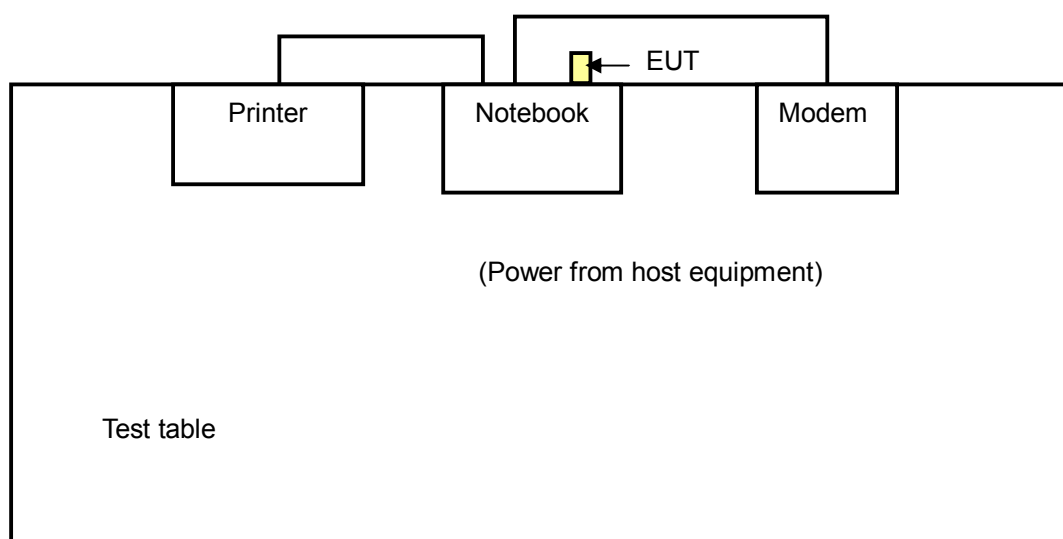 EUT
Printer
Notebook
Modem
(Power from host equipment)
Test table